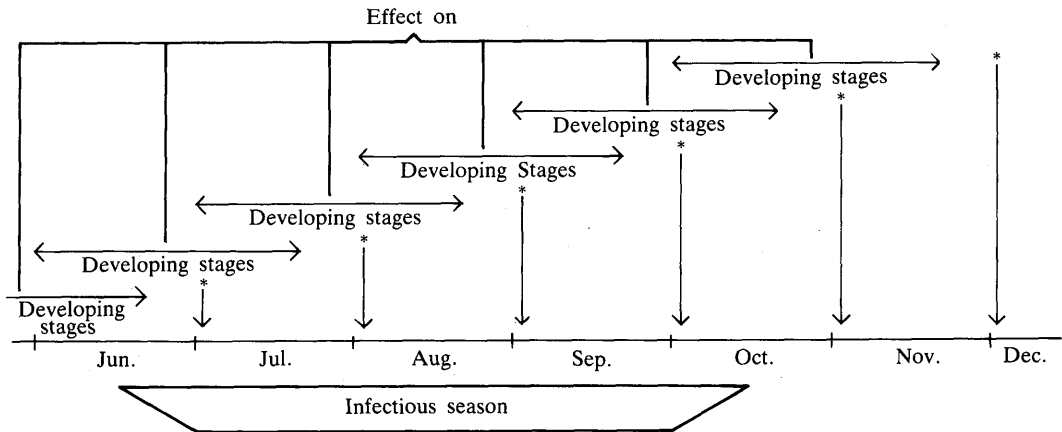 Effect on
*
Developing stages
*
Developing stages
*
Developing Stages
*
Developing stages
*
Developing stages
*
Developing
stages
Jun. Jul. Aug. Sep. Oct. Nov. Dec.
Infectious season